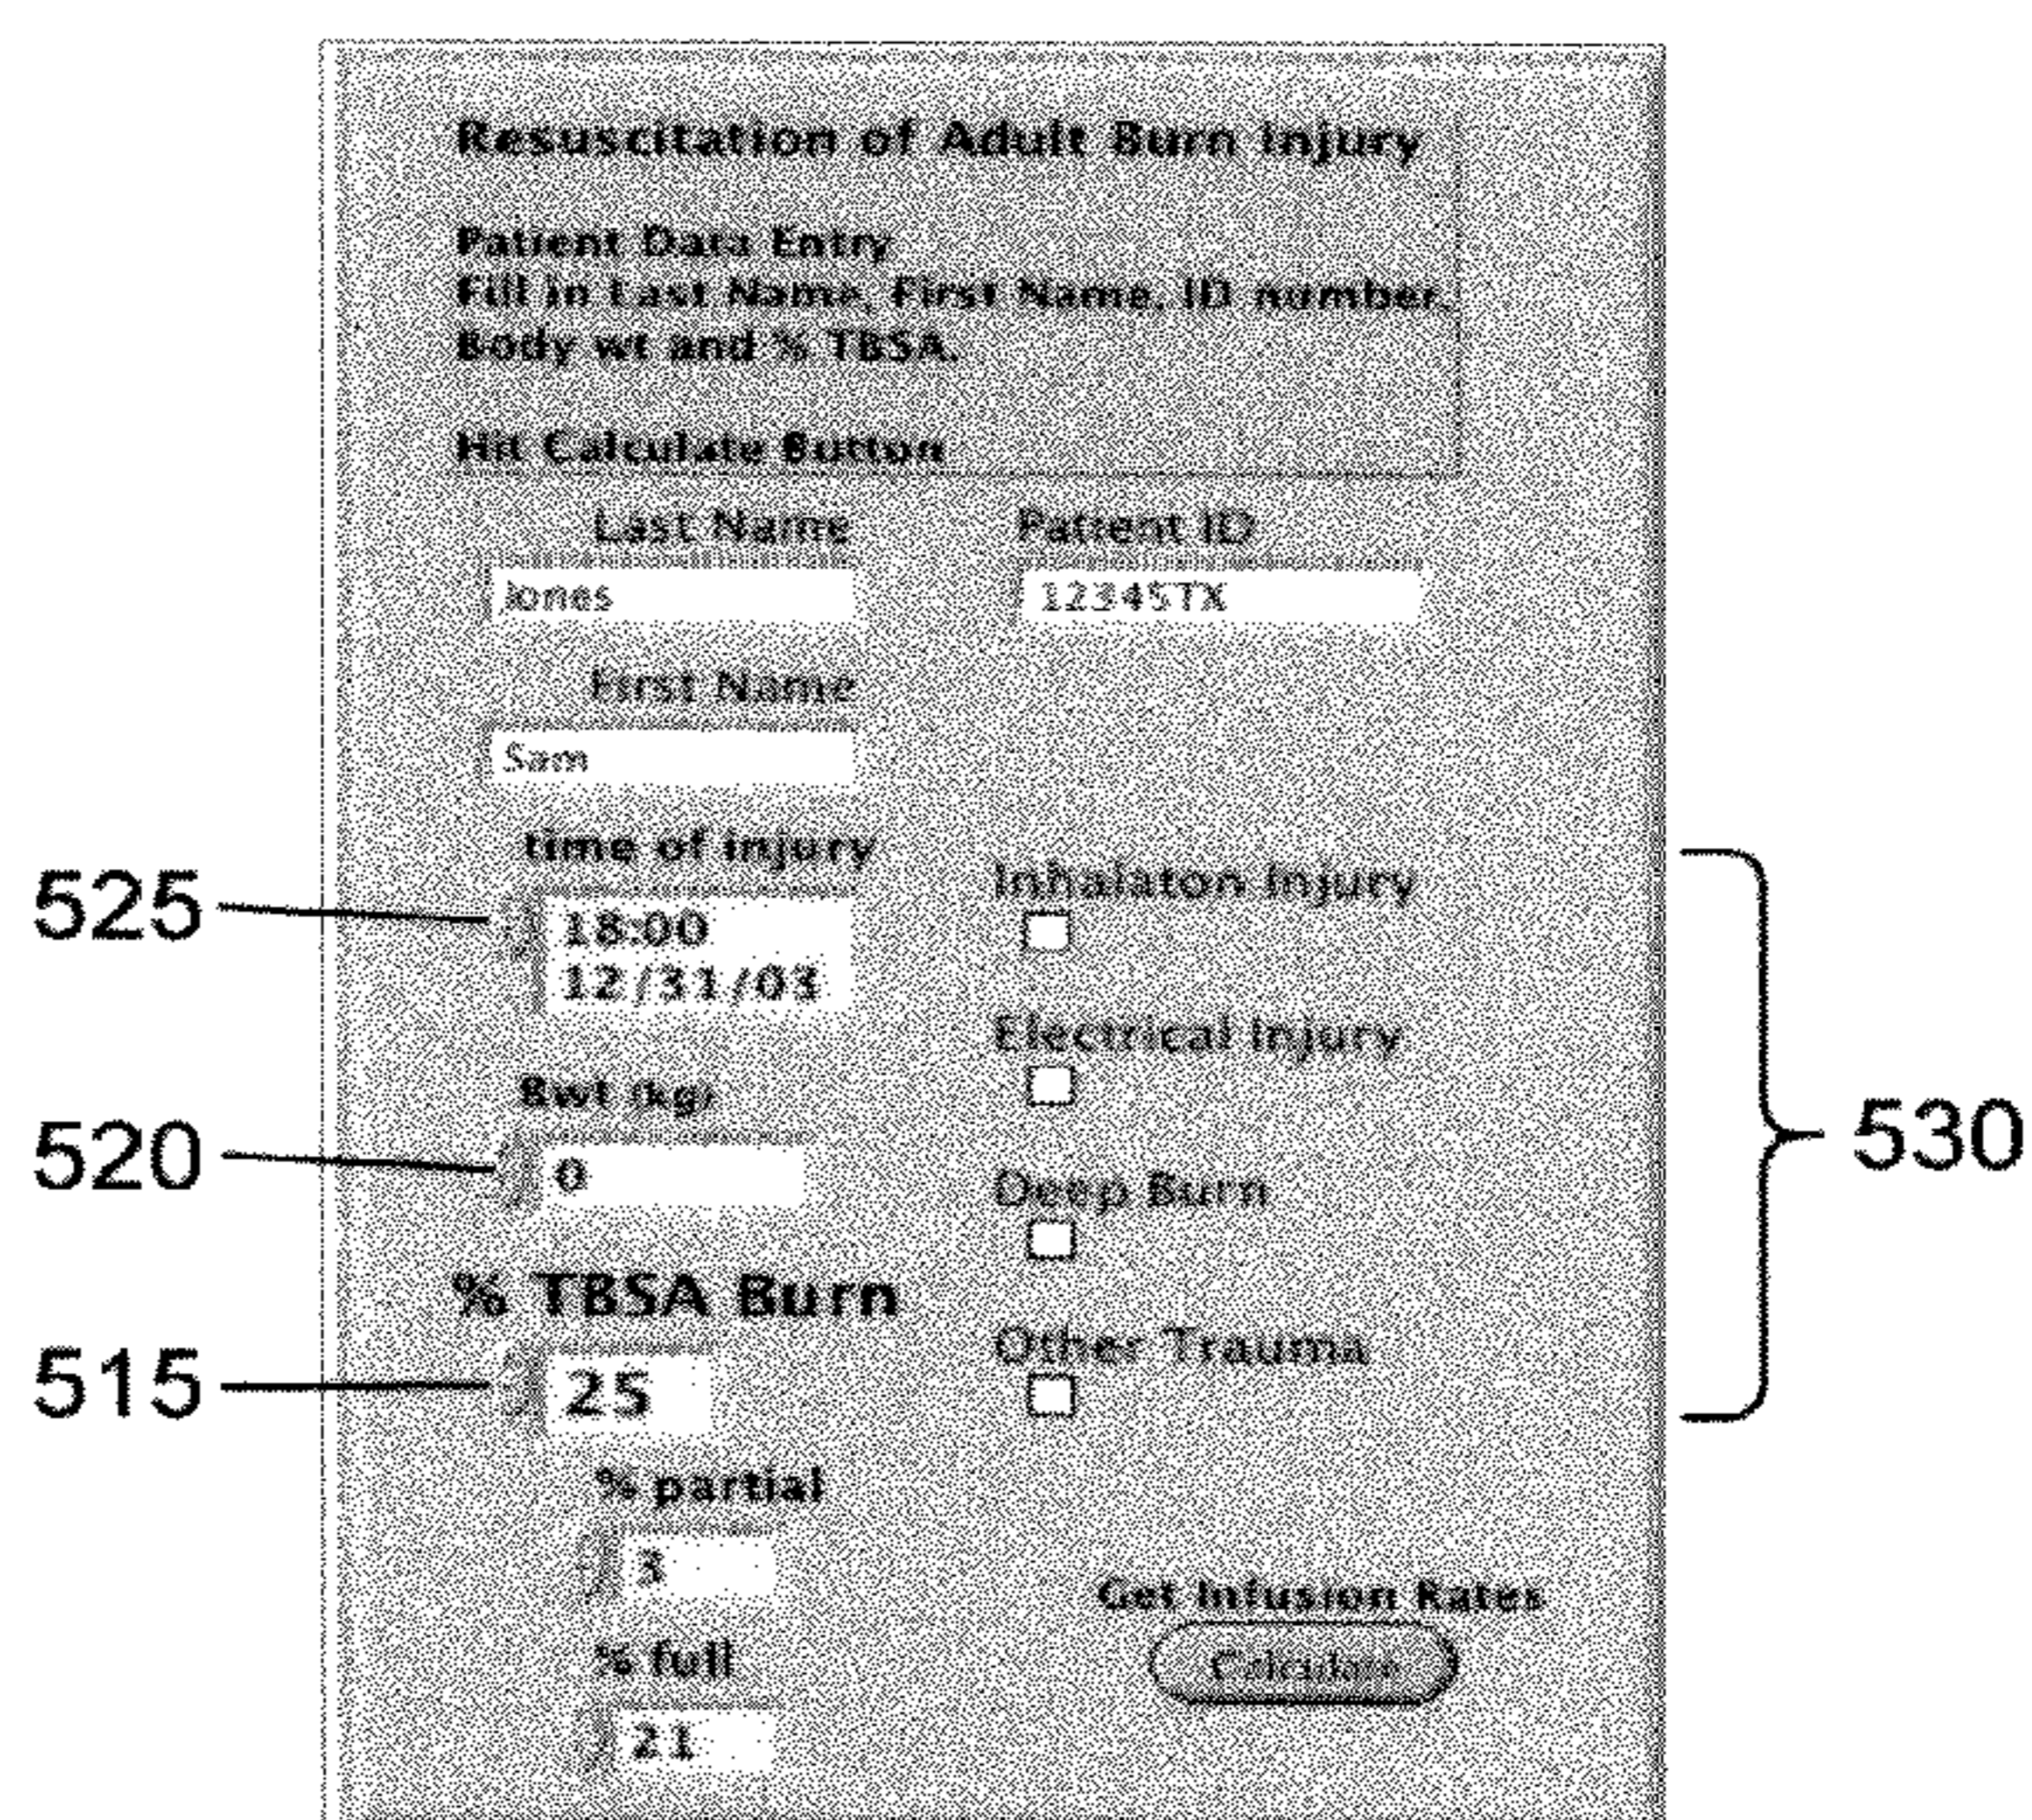 Resuscitation of Adult Burn Injury
Patient Data Entry
Fill in Last Name, First Name, ID number,
Body wt and % TBSA.
Hit Calculate Button
Last Name
Patient ID
Jones
12345TX
First Name
Sam
time of injury
Inhalaton Injury
525
18:00
12/31/03
Electrical Injury
Bwt (kg)
520
0
530
Deep Burn
% TBSA Burn
Other Trauma
515
25
% partial
3
Get Infusion Rates
% full
Calculate
21